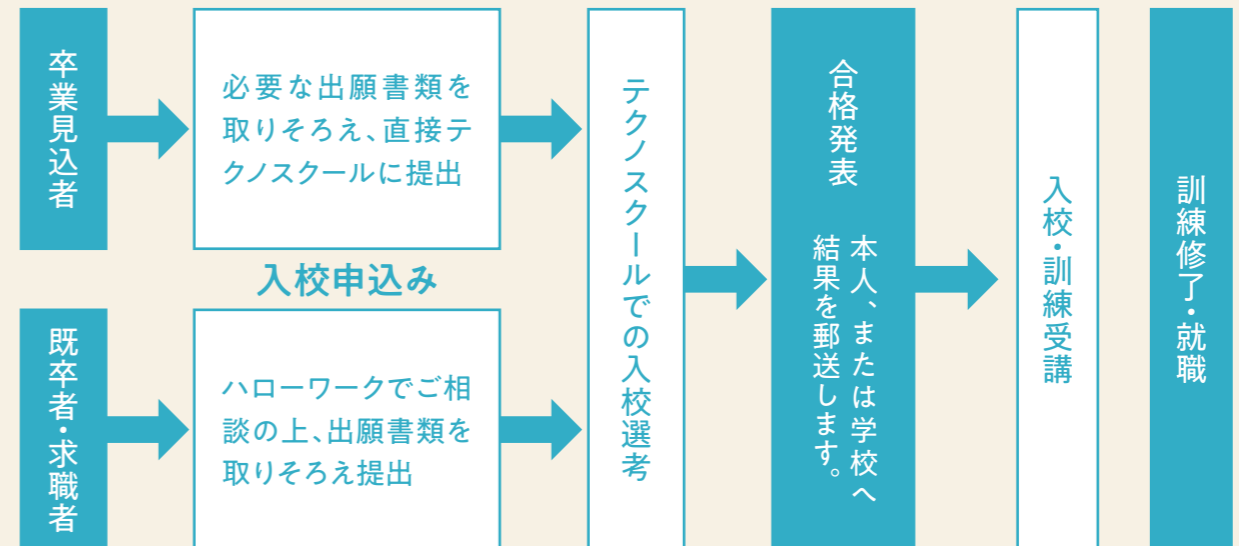 卒業見込者
必要な出願書類を
取りそろえ、直接テ
クノスクールに提出
入校申込み
既卒者・求職者
ハローワークでご相
談の上、出願書類を
取りそろえ提出
テクノスクールでの入校選考
合格発表
本人、または学校へ
結果を郵送します。
入校・訓練受講
訓練修了・就職